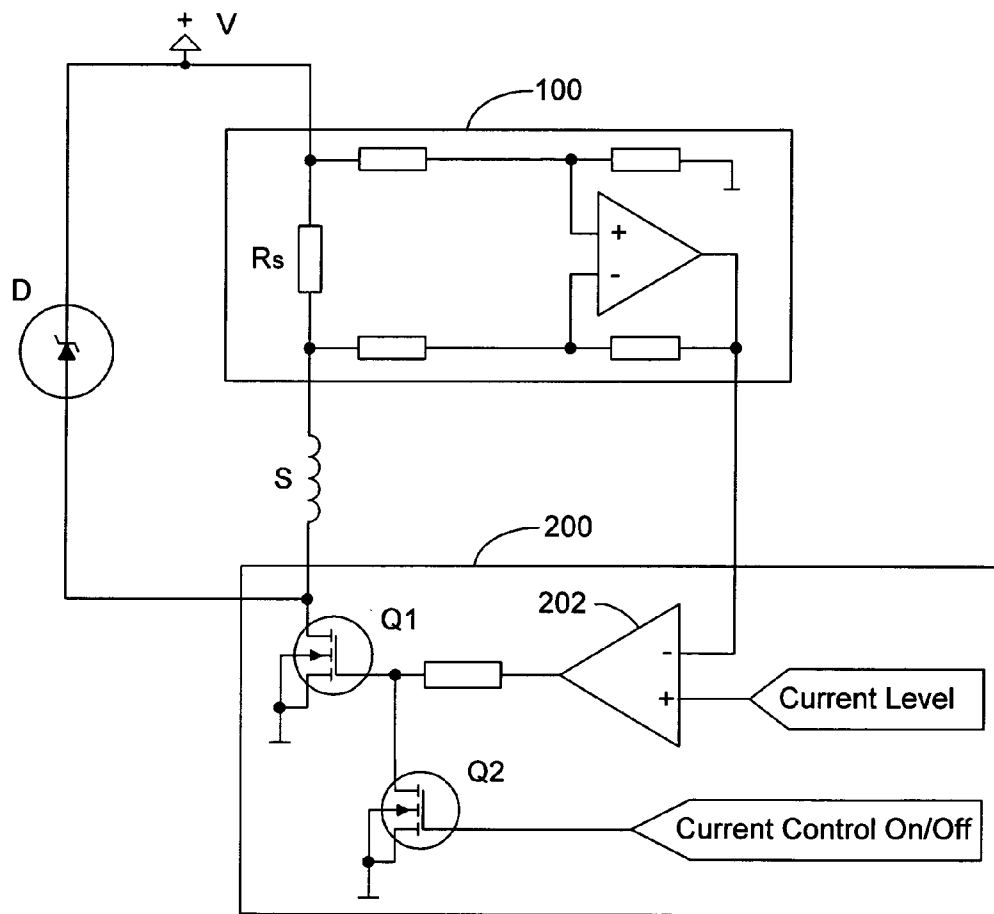 + V
100
Rs
+
-
D
S
200
202
Q1
-
+
Current Level
Q2
Current Control On/Off